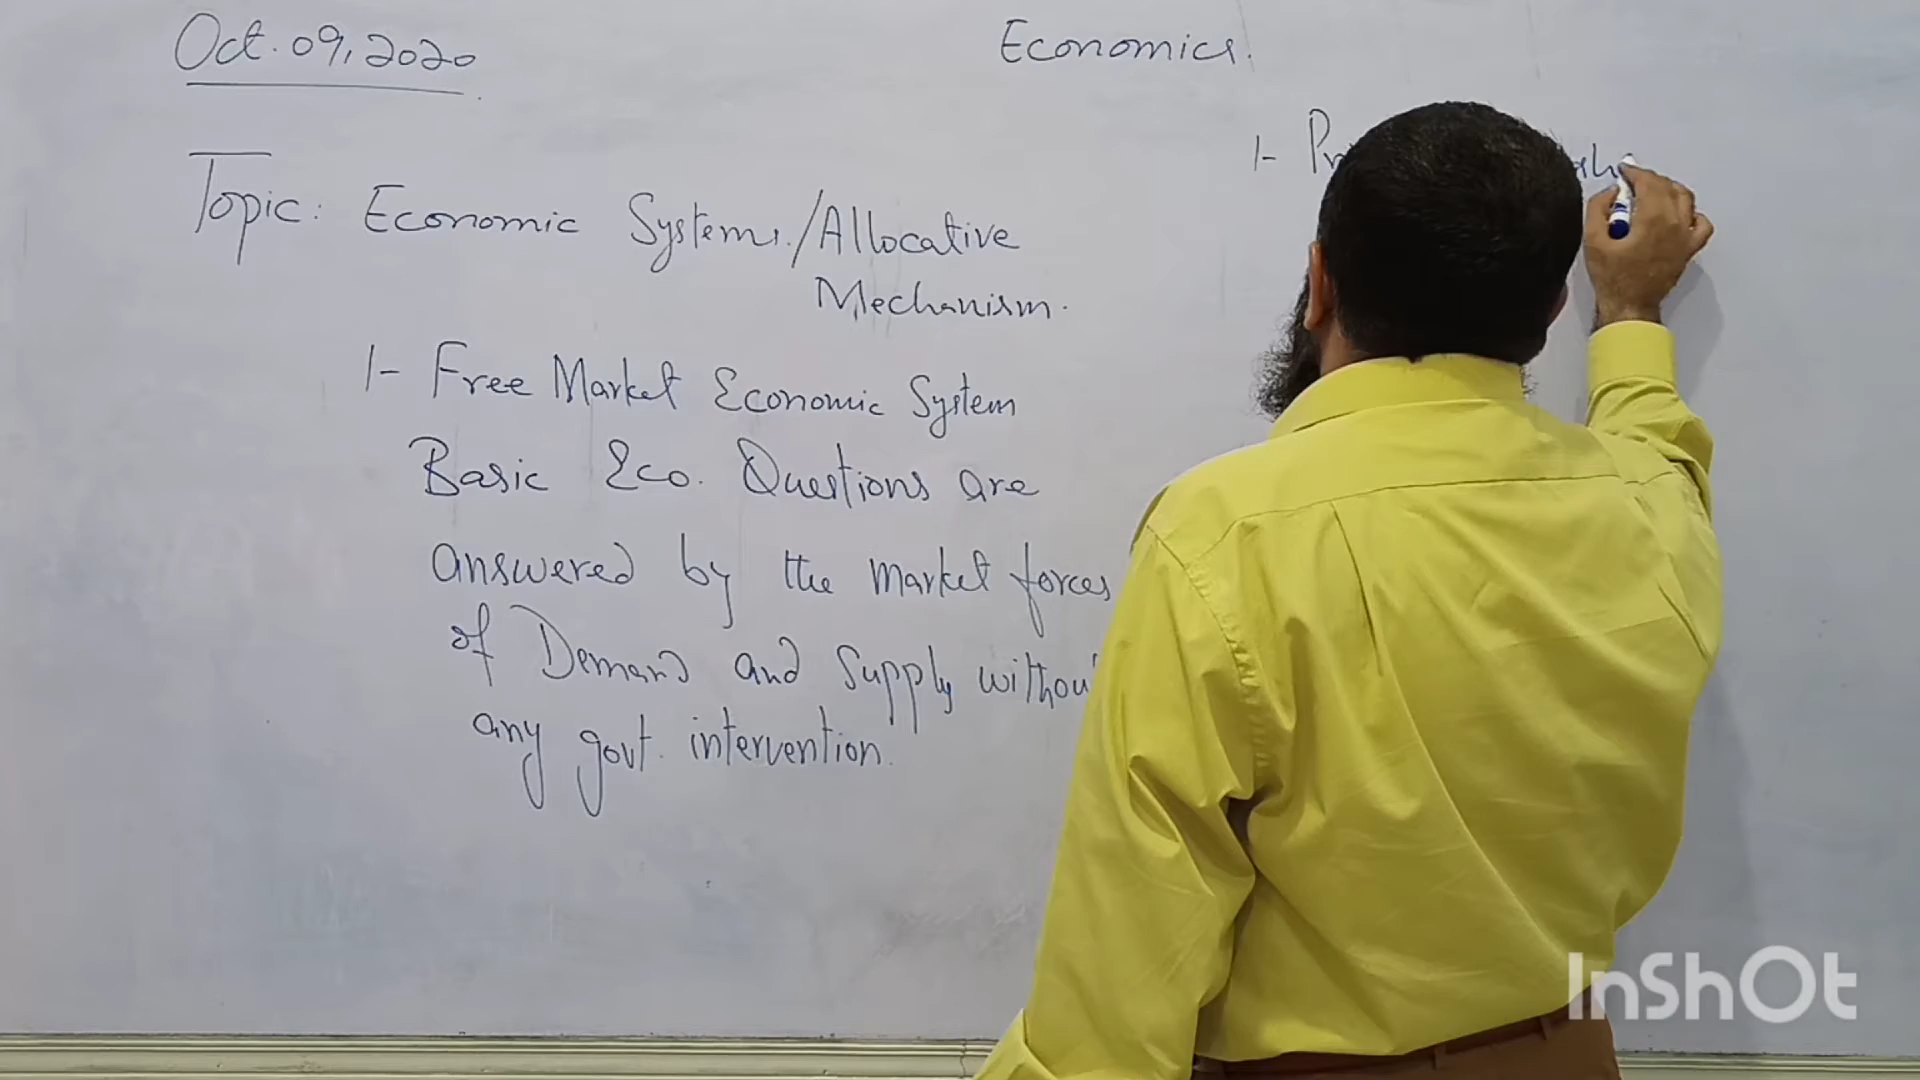 Oct. 09, 2020
Economics.
Topic: Economic Systems./Allocative
Mechanism.
1- Free Market Economic System
Basic Eco. Questions are
answered by the market forces
of Demand and Supply
any govt. intervention.
1-
InShOt